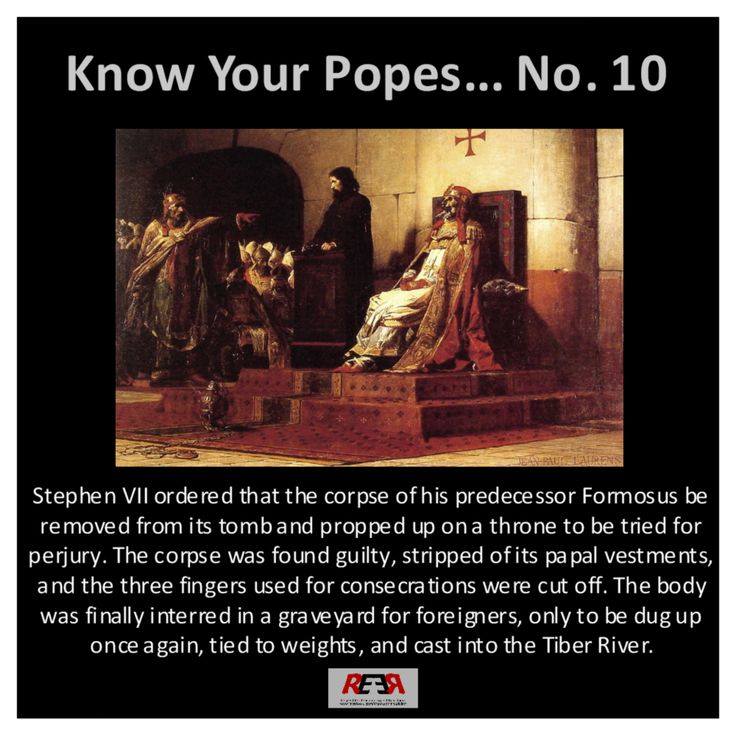 Know Your Popes... No. 10
JEAN-PAUL LAURENS
Stephen VII ordered that the corpse of his predecessor Formosus be
removed from its tomb and propped up on a throne to be tried for
perjury. The corpse was found guilty, stripped of its papal vestments,
and the three fingers used for consecrations were cut off. The body
was finally interred in a graveyard for foreigners, only to be dug up
once again, tied to weights, and cast into the Tiber River.